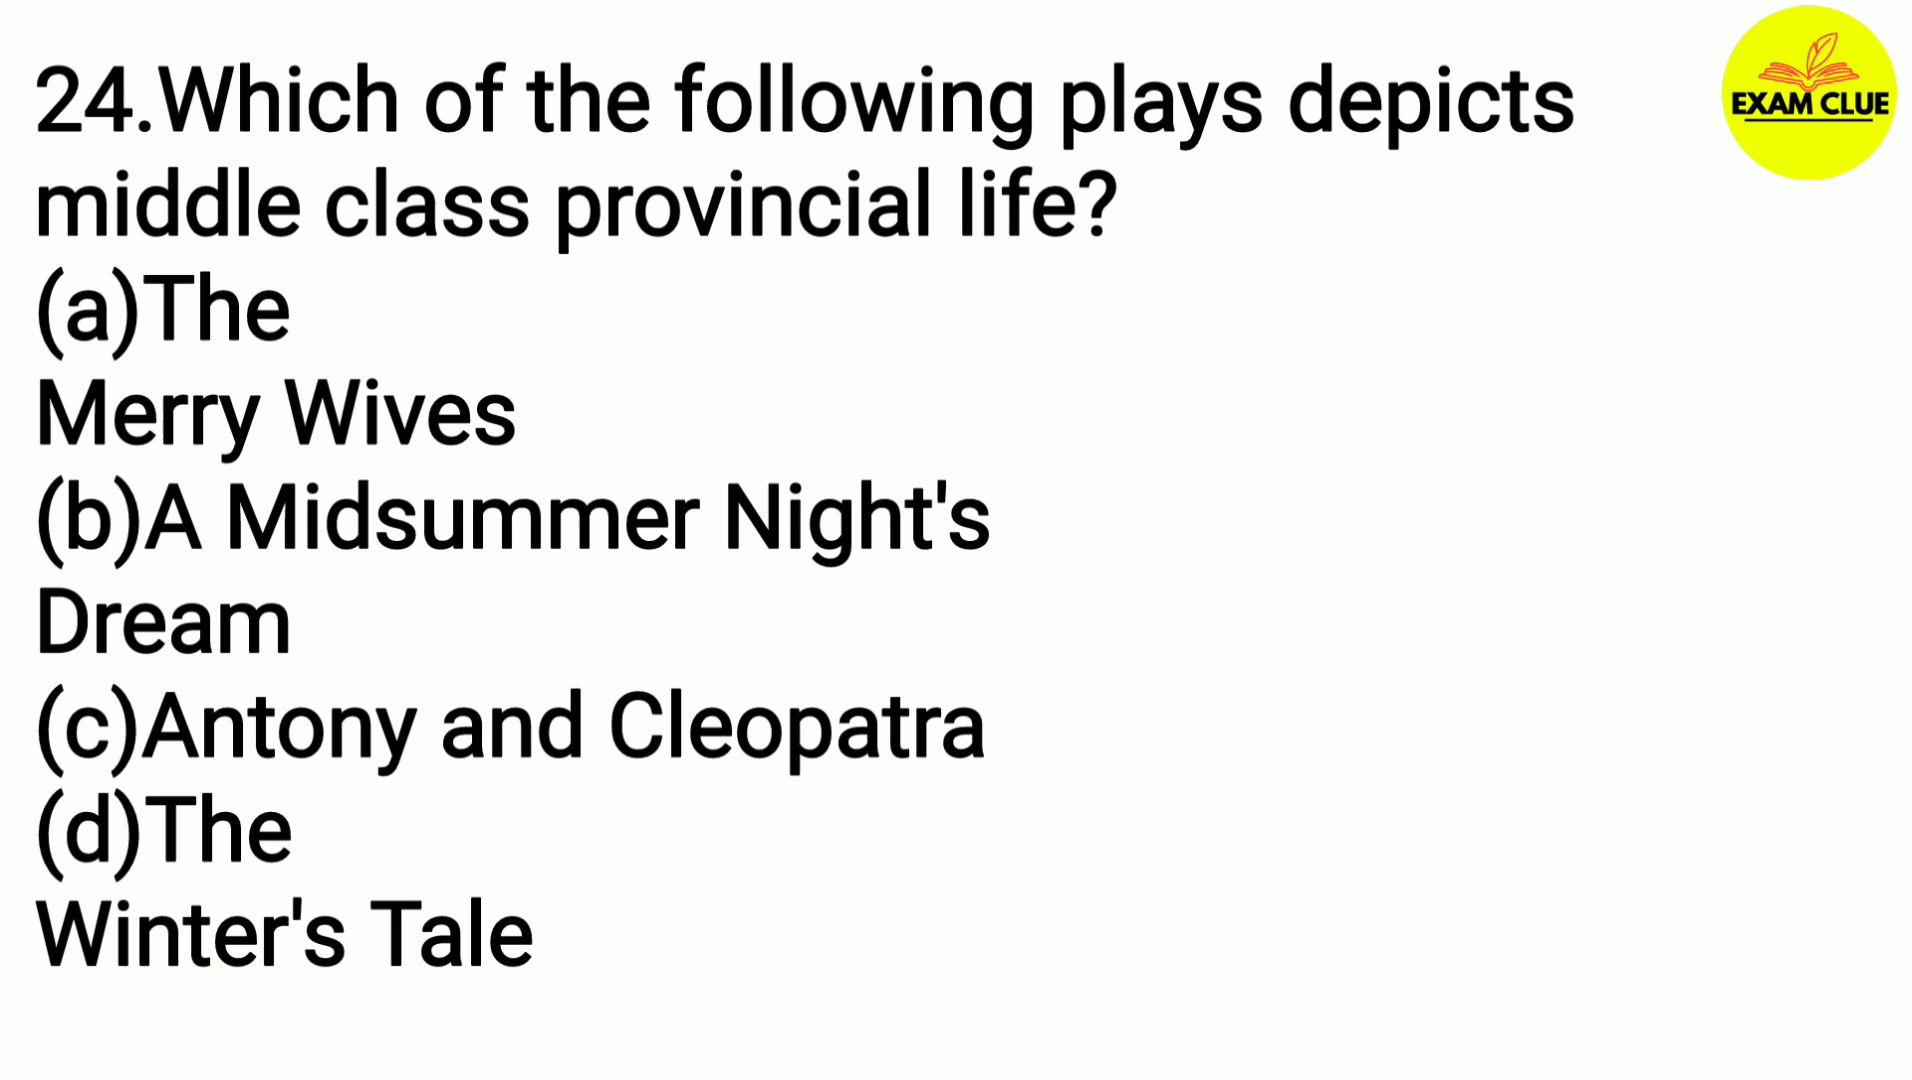 24.Which of the following plays depicts
middle class provincial life?
(a)The
Merry Wives
(b)A Midsummer Night's
Dream
(c)Antony and Cleopatra
(d)The
Winter's Tale
EXAM CLUE